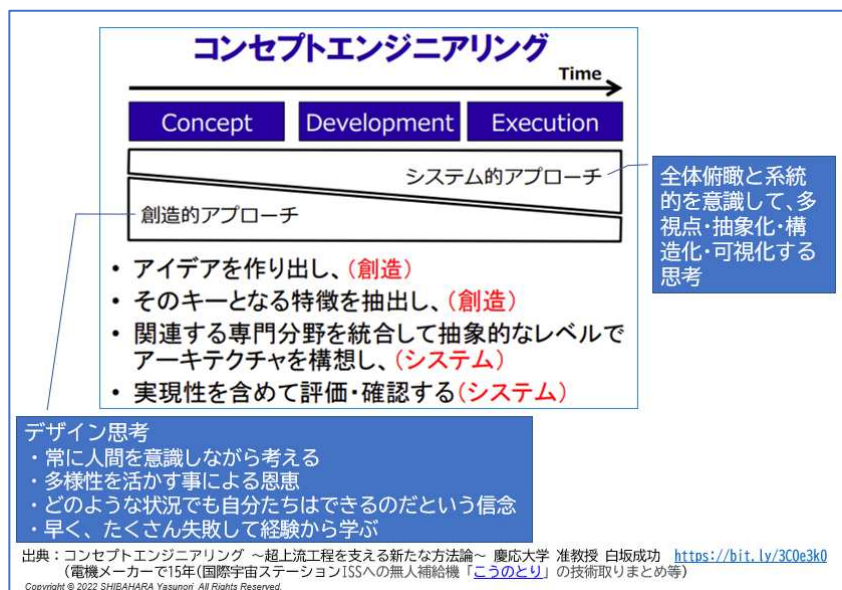 コンセプトエンジニアリング
Time
Concept
Development
Execution
システム的アプローチ
創造的アプローチ
・ アイデアを作り出し、(創造)
・ そのキーとなる特徴を抽出し、(創造)
・ 関連する専門分野を統合して抽象的なレベルで
アーキテクチャを構想し、(システム)
・ 実現性を含めて評価・確認する(システム)
全体俯瞰と系統
的を意識して、多
視点・抽象化・構
造化・可視化する
思考
デザイン思考
・常に人間を意識しながら考える
・多様性を活かす事による恩恵
・どのような状況でも自分たちはできるのだという信念
・早く、たくさん失敗して経験から学ぶ
出典：コンセプトエンジニアリング ～超上流工程を支える新たな方法論～ 慶応大学 准教授 白坂成功 https://bit.ly/3C0e3k0
(電機メーカーで15年(国際宇宙ステーションISSへの無人補給機「こうのとり」の技術取りまとめ等)
Copyright © 2022 SHIBAHARA Yasunori All Rights Reserved.